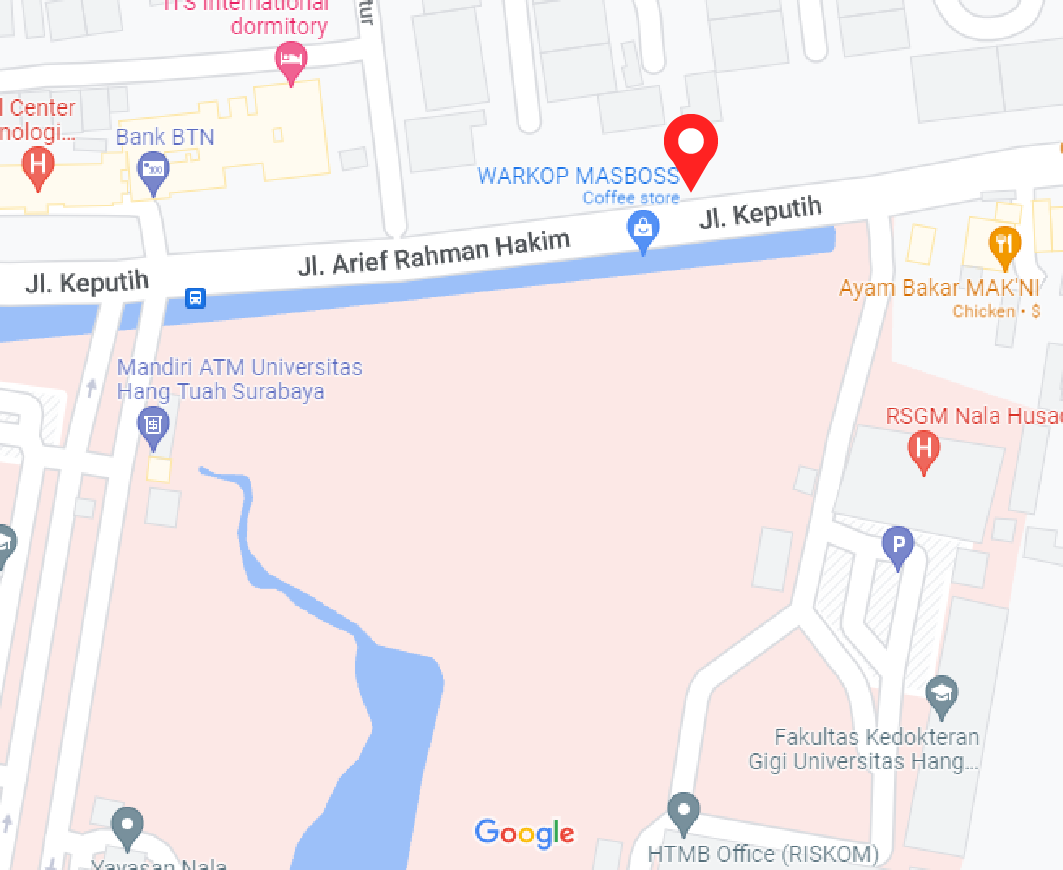 ITS International
dormitory
tur
l Center
nologi...
Bank BTN
WARKOP MASBOSS
Coffee store
Jl. Keputih
Jl. Arief Rahman Hakim
Jl. Keputih
Ayam Bakar MAK'NI
Chicken • $
Mandiri ATM Universitas
Hang Tuah Surabaya
RSGM Nala Husad
H
H
P
Fakultas Kedokteran
Gigi Universitas Hang...
Google
HTMB Office (RISKOM)
Yayasan Nala